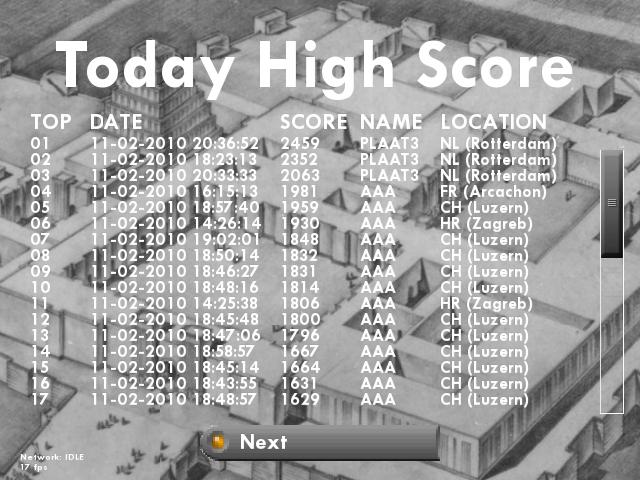 Today High Score
TOP DATE SCORE NAME LOCATION
01 11-02-2010 20:36:52 2459 PLAAT3 NL (Rotterdam)
02 11-02-2010 18:23:13 2352 PLAAT3 NL (Rotterdam)
03 11-02-2010 20:33:33 2063 PLAAT3 NL (Rotterdam)
04 11-02-2010 16:15:13 1981 AAA FR (Arcachon)
05 11-02-2010 18:57:40 1959 AAA CH (Luzern)
06 11-02-2010 14:26:14 1930 AAA HR (Zagreb)
07 11-02-2010 19:02:01 1848 AAA CH (Luzern)
08 11-02-2010 18:50:14 1832 AAA CH (Luzern)
09 11-02-2010 18:46:27 1831 AAA CH (Luzern)
10 11-02-2010 18:48:16 1814 AAA CH (Luzern)
11 11-02-2010 14:25:38 1806 AAA HR (Zagreb)
12 11-02-2010 18:45:48 1800 AAA CH (Luzern)
13 11-02-2010 18:47:06 1796 AAA CH (Luzern)
14 11-02-2010 18:58:57 1667 AAA CH (Luzern)
15 11-02-2010 18:45:14 1664 AAA CH (Luzern)
16 11-02-2010 18:43:55 1631 AAA CH (Luzern)
17 11-02-2010 18:48:57 1629 AAA CH (Luzern)
Next
Network: IDLE
17 fps